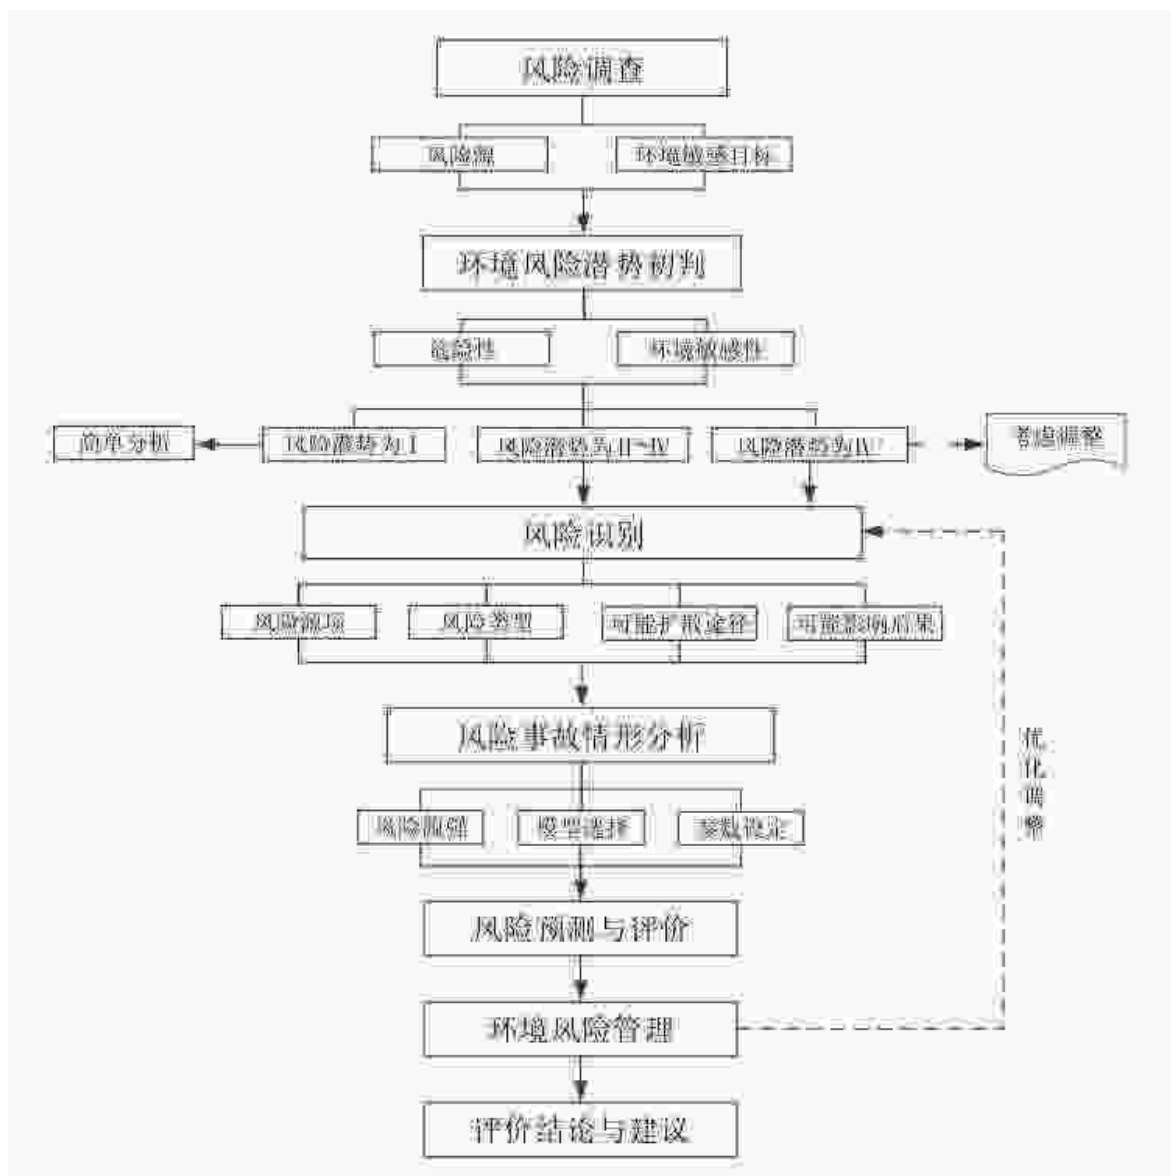 风险调查
风险源
环境敏感目标
环境风险潜势初判
危险性
环境敏感性
简单分析
风险潜势为 I
风险潜势为II~IV
风险潜势为IV⁺
考虑调整
风险识别
风险源项
风险类型
可能扩散途径
可能影响后果
风险事故情形分析
模型选择
参数设定
优
化
调
整
风险预测与评价
环境风险管理
评价结论与建议